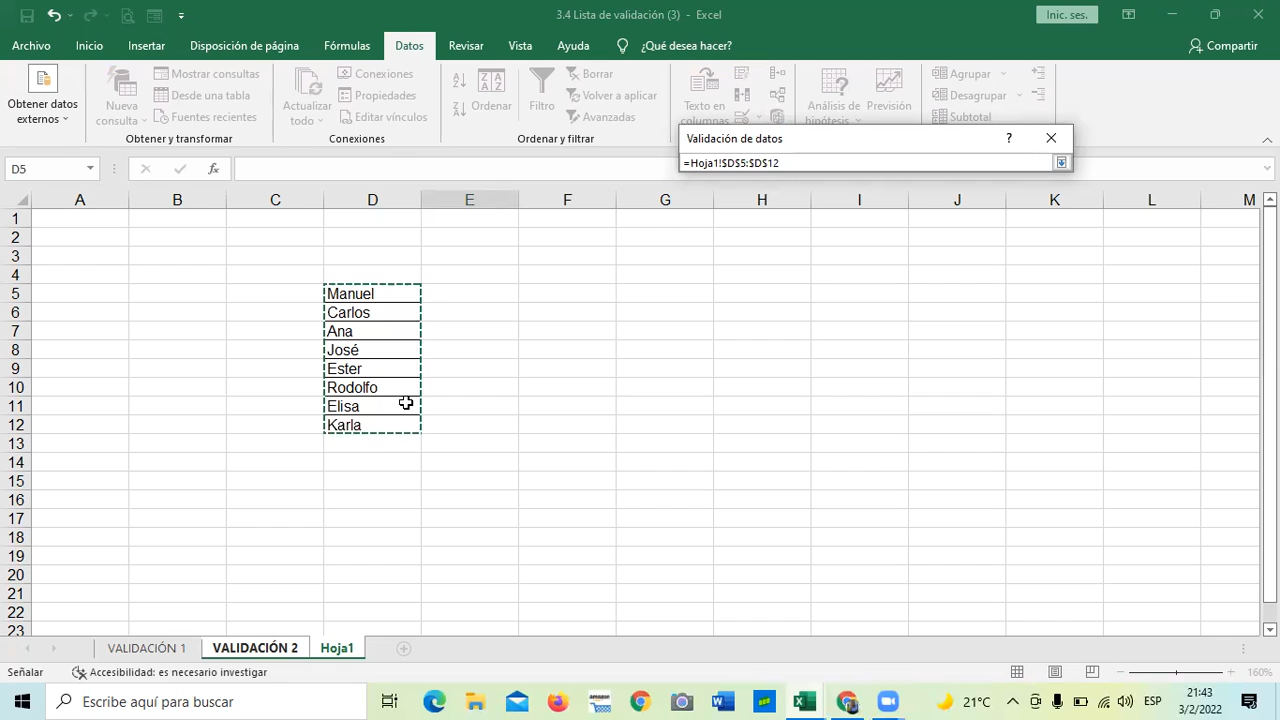 3.4 Lista de validación (3) - Excel
Inic. ses.
Archivo Inicio Insertar Disposición de página Fórmulas Datos Revisar Vista Ayuda ¿Qué desea hacer? Compartir
Obtener datos externos
Nueva consulta
Mostrar consultas
Desde una tabla
Fuentes recientes
Obtener y transformar
Actualizar todo
Conexiones
Propiedades
Editar vínculos
Conexiones
Ordenar
Filtro
Borrar
Volver a aplicar
Avanzadas
Ordenar y filtrar
Texto en columnas
Análisis de hipótesis
Previsión
Agrupar
Desagrupar
Subtotal
Validación de datos
=Hoja1!$D$5:$D$12
D5
A B C D E F G H I J K L M
1
2
3
4
5 Manuel
6 Carlos
7 Ana
8 José
9 Ester
10 Rodolfo
11 Elisa
12 Karla
13
14
15
16
17
18
19
20
21
22
23
VALIDACIÓN 1 VALIDACIÓN 2 Hoja1
Señalar Accesibilidad: es necesario investigar 160%
Escribe aquí para buscar
21°C
ESP
21:43
3/2/2022